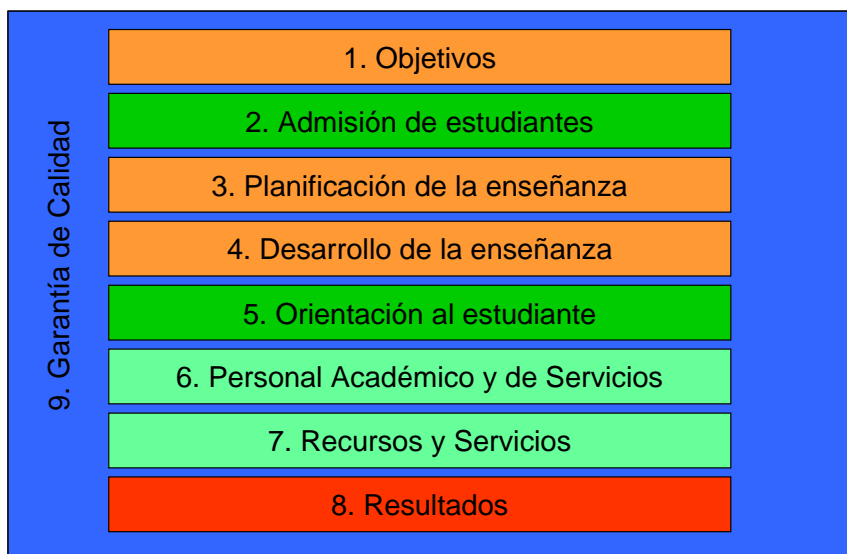 1. Objetivos
2. Admisión de estudiantes
3. Planificación de la enseñanza
4. Desarrollo de la enseñanza
5. Orientación al estudiante
6. Personal Académico y de Servicios
7. Recursos y Servicios
8. Resultados
9. Garantía de Calidad